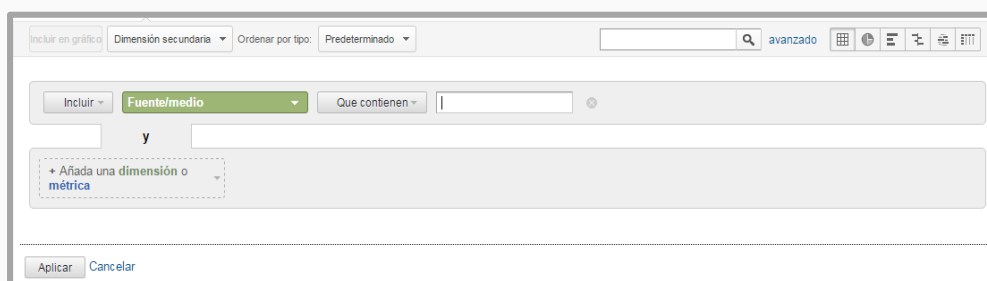 Incluir en gráfico Dimensión secundaria Ordenar por tipo: Predeterminado avanzado
Incluir Fuente/medio Que contienen
y
+ Añada una dimensión o
métrica
Aplicar Cancelar